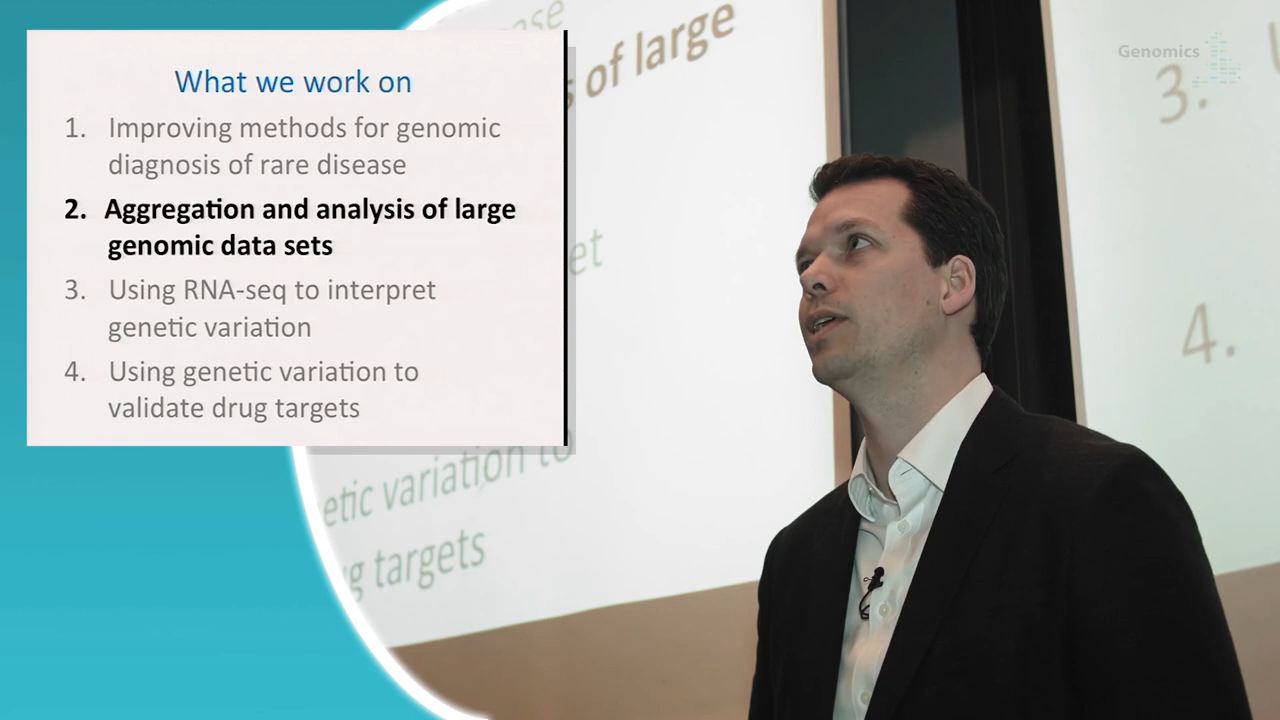 What we work on
1. Improving methods for genomic
diagnosis of rare disease
2. Aggregation and analysis of large
genomic data sets
3. Using RNA-seq to interpret
genetic variation
4. Using genetic variation to
validate drug targets
of large
etic variation to
targets
Genomics
3.
4.